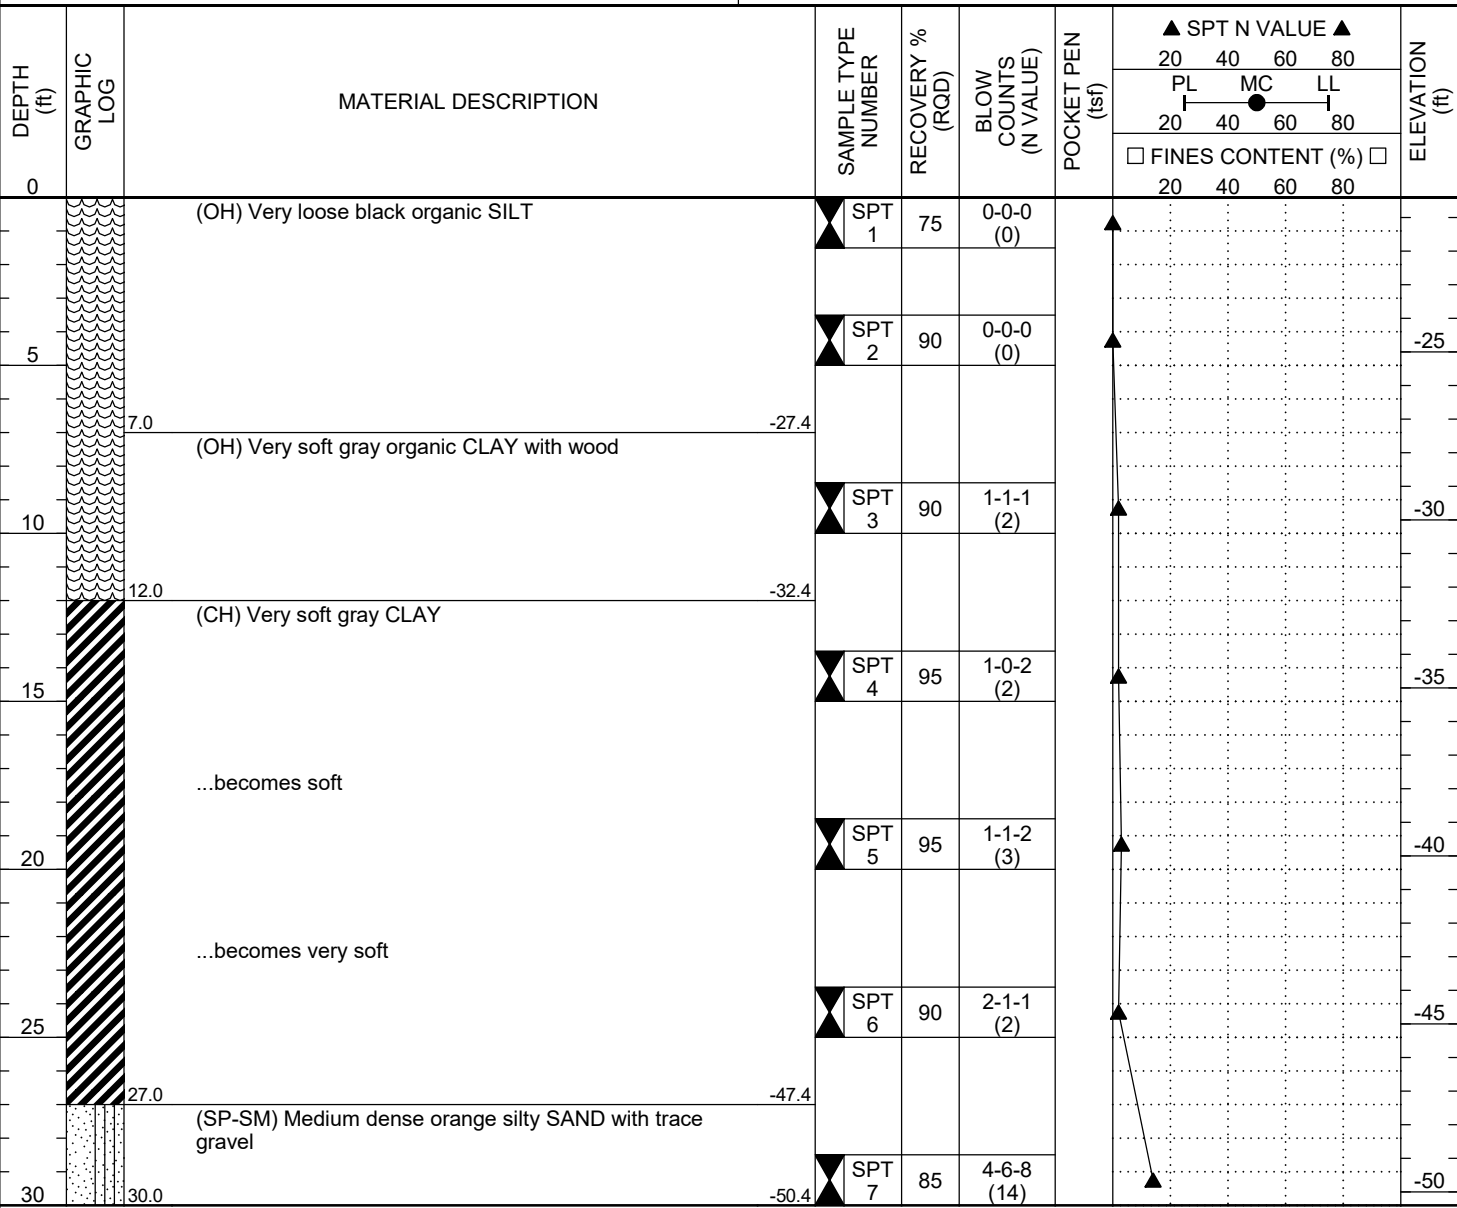 DEPTH
(ft)
GRAPHIC
LOG
MATERIAL DESCRIPTION
SAMPLE TYPE
NUMBER
RECOVERY %
(RQD)
BLOW
COUNTS
(N VALUE)
POCKET PEN
(tsf)
▲ SPT N VALUE ▲
20 40 60 80
PL MC LL
20 40 60 80
□ FINES CONTENT (%) □
20 40 60 80
ELEVATION
(ft)
0
(OH) Very loose black organic SILT
SPT
1
75
0-0-0
(0)
SPT
2
90
0-0-0
(0)
5
-25
7.0
-27.4
(OH) Very soft gray organic CLAY with wood
SPT
3
90
1-1-1
(2)
10
-30
12.0
-32.4
(CH) Very soft gray CLAY
SPT
4
95
1-0-2
(2)
15
-35
...becomes soft
SPT
5
95
1-1-2
(3)
20
-40
...becomes very soft
SPT
6
90
2-1-1
(2)
25
-45
27.0
-47.4
(SP-SM) Medium dense orange silty SAND with trace
gravel
SPT
7
85
4-6-8
(14)
30
30.0
-50.4
-50